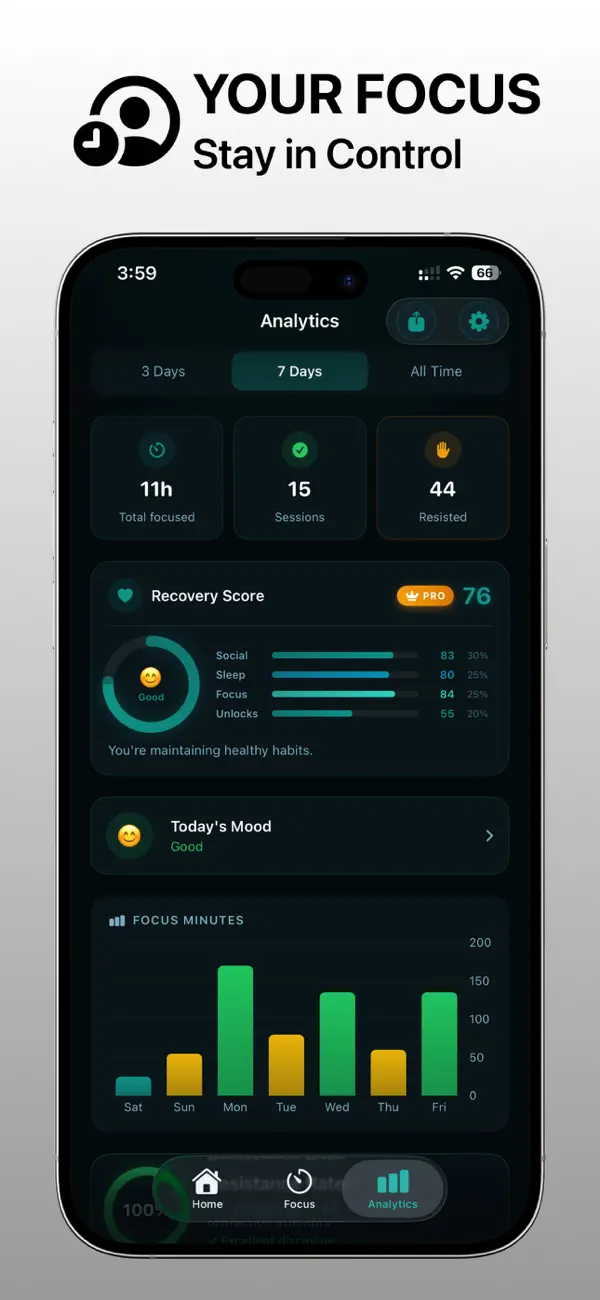 YOUR FOCUS
Stay in Control
3:59
66
Analytics
3 Days 7 Days All Time
11h 15 44
Total focused Sessions Resisted
Recovery Score PRO 76
Social 83 30%
Sleep 80 25%
Good
Focus 84 25%
Unlocks 55 20%
You're maintaining healthy habits.
Today's Mood
Good
FOCUS MINUTES
200
150
100
50
0
Sat Sun Mon Tue Wed Thu Fri
100%
Home Focus Analytics
✓ Excellent discipline